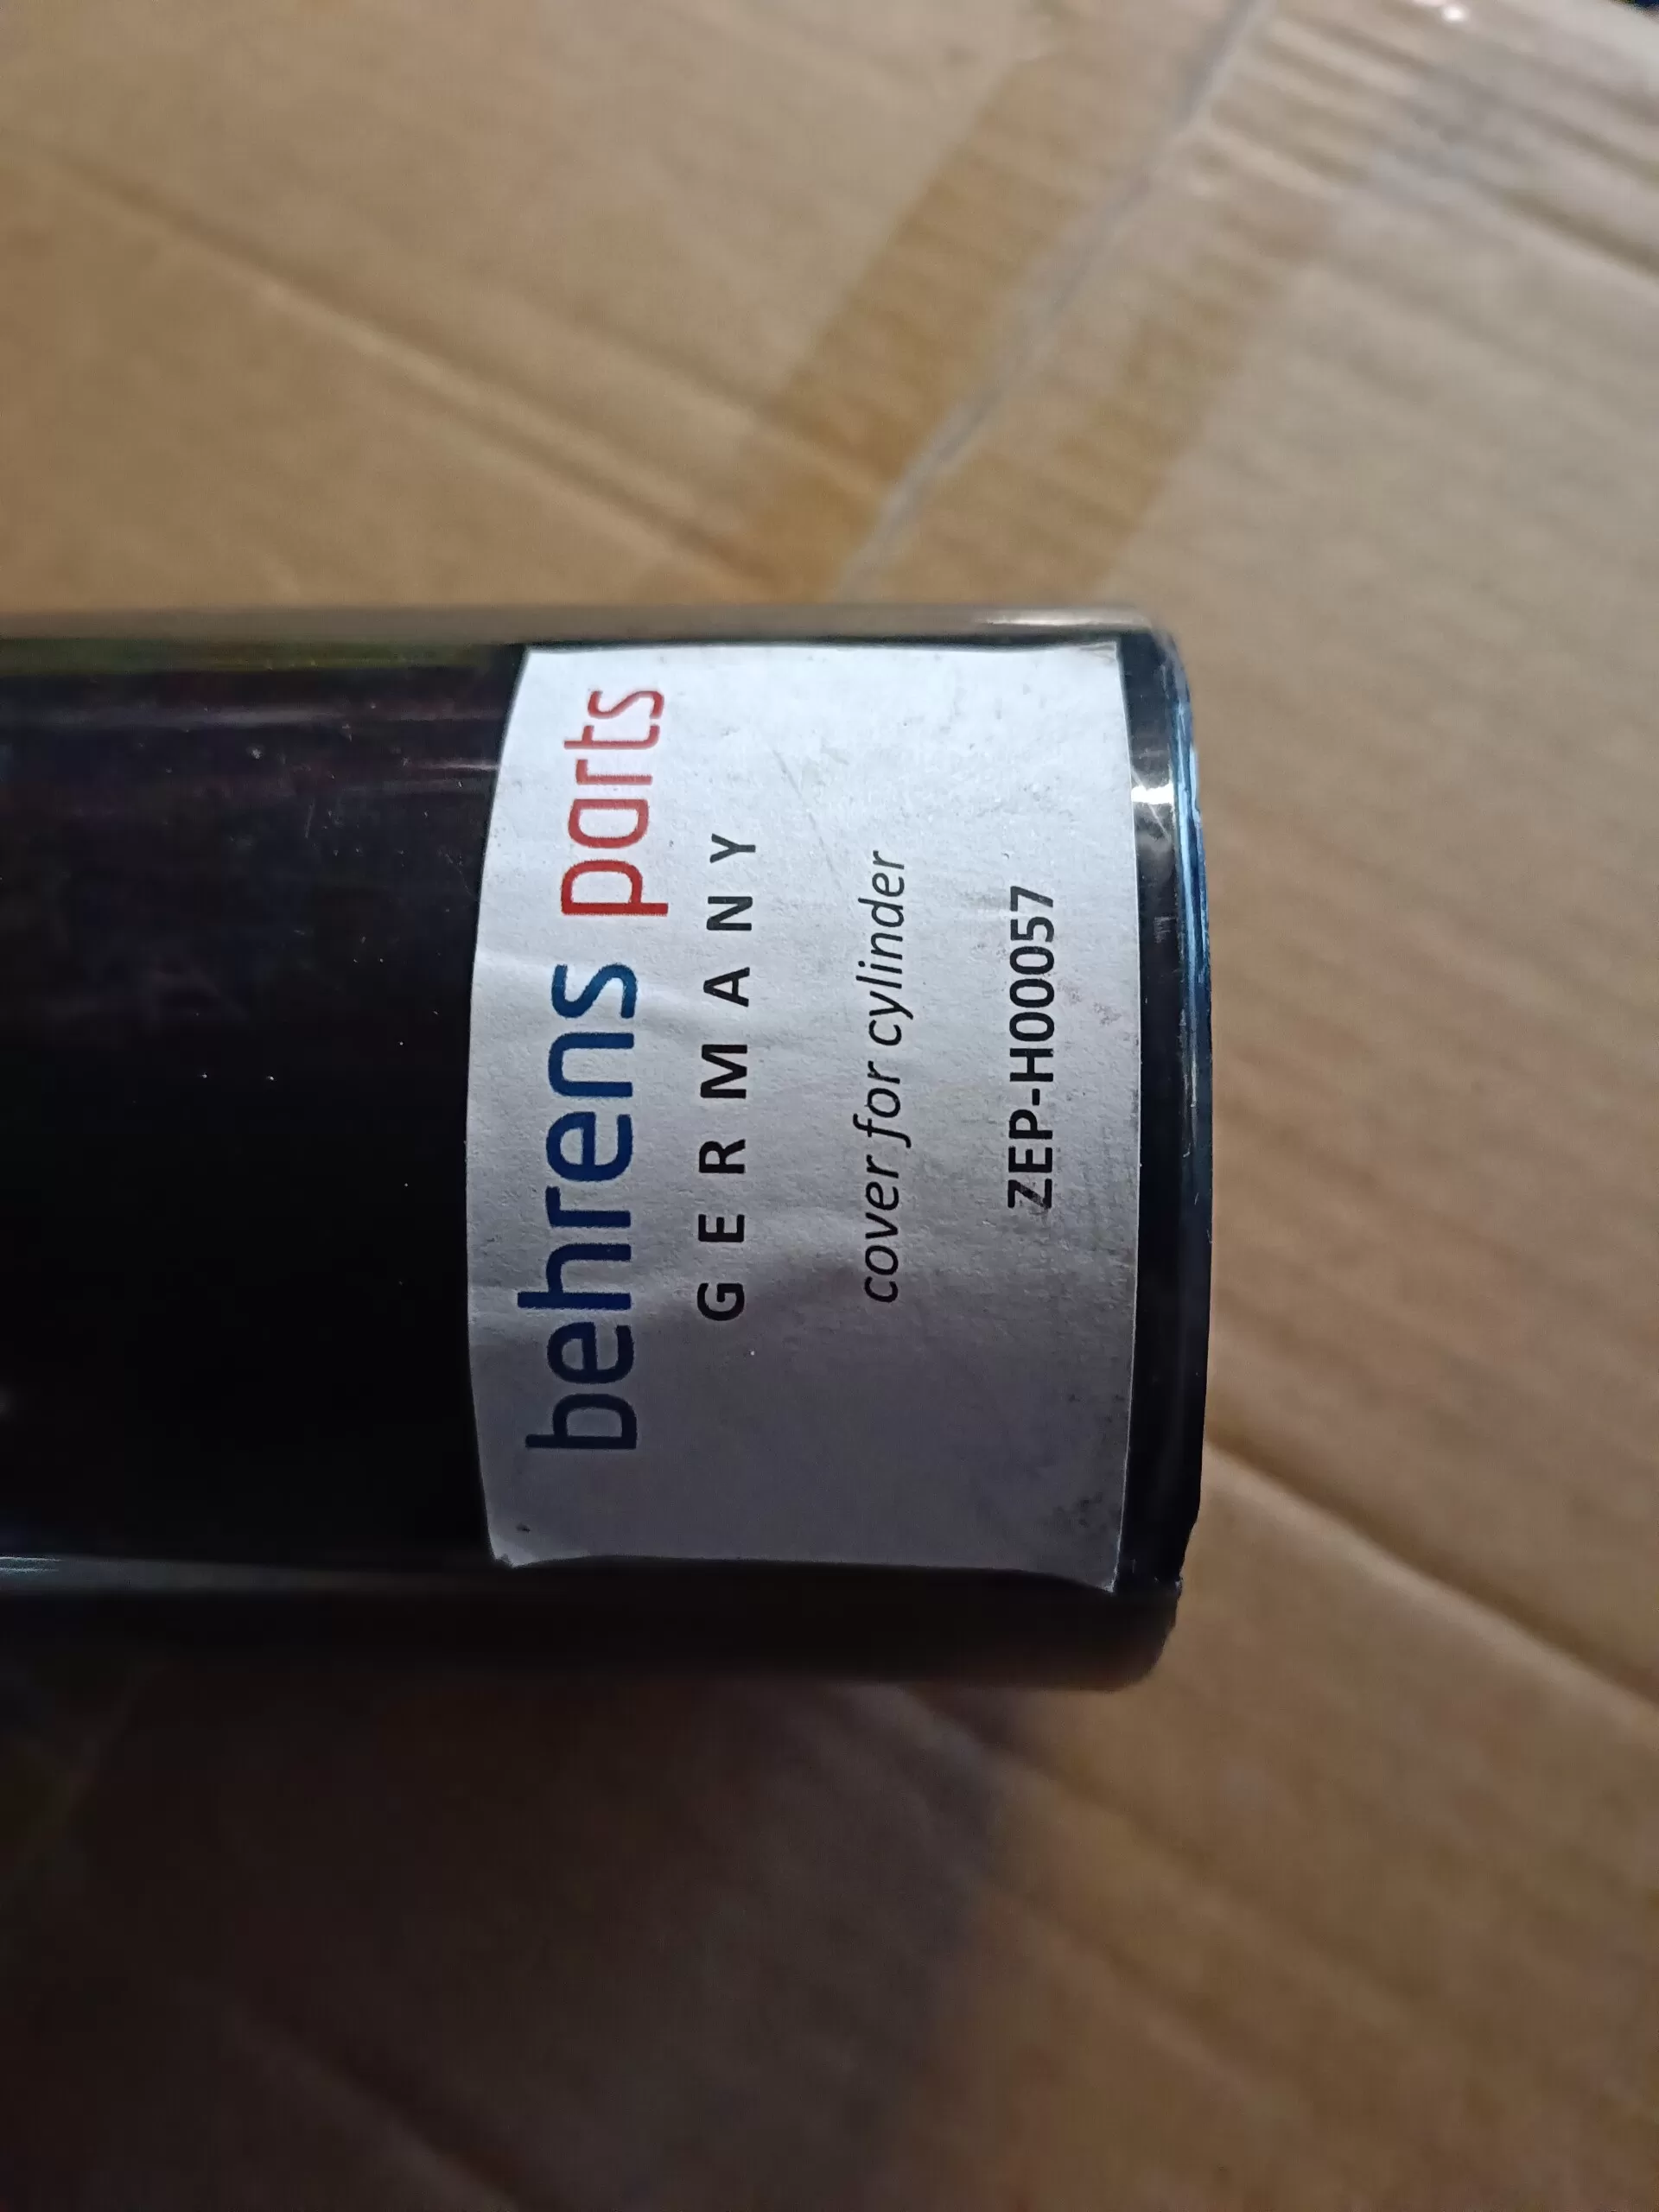 behrens parts
GERMANY
cover for cylinder
ZEP-H00057